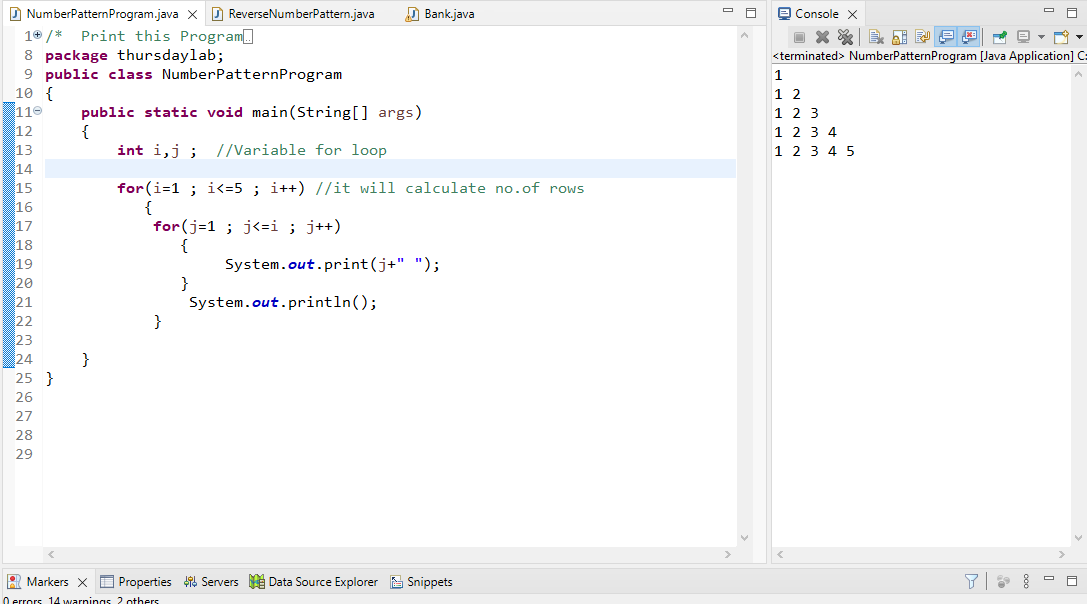 NumberPatternProgram.java ReverseNumberPattern.java Bank.java
1 /*  Print this Program
8 package thursdaylab;
9 public class NumberPatternProgram
10 {
11     public static void main(String[] args)
12     {
13         int i,j ;  //Variable for loop
14
15         for(i=1 ; i<=5 ; i++) //it will calculate no.of rows
16            {
17             for(j=1 ; j<=i ; j++)
18                {
19                     System.out.print(j+" ");
20                }
21                 System.out.println();
22             }
23
24     }
25 }
26
27
28
29
Console
<terminated> NumberPatternProgram [Java Application] C:
1
1 2
1 2 3
1 2 3 4
1 2 3 4 5
Markers Properties Servers Data Source Explorer Snippets
0 errors, 14 warnings, 2 others